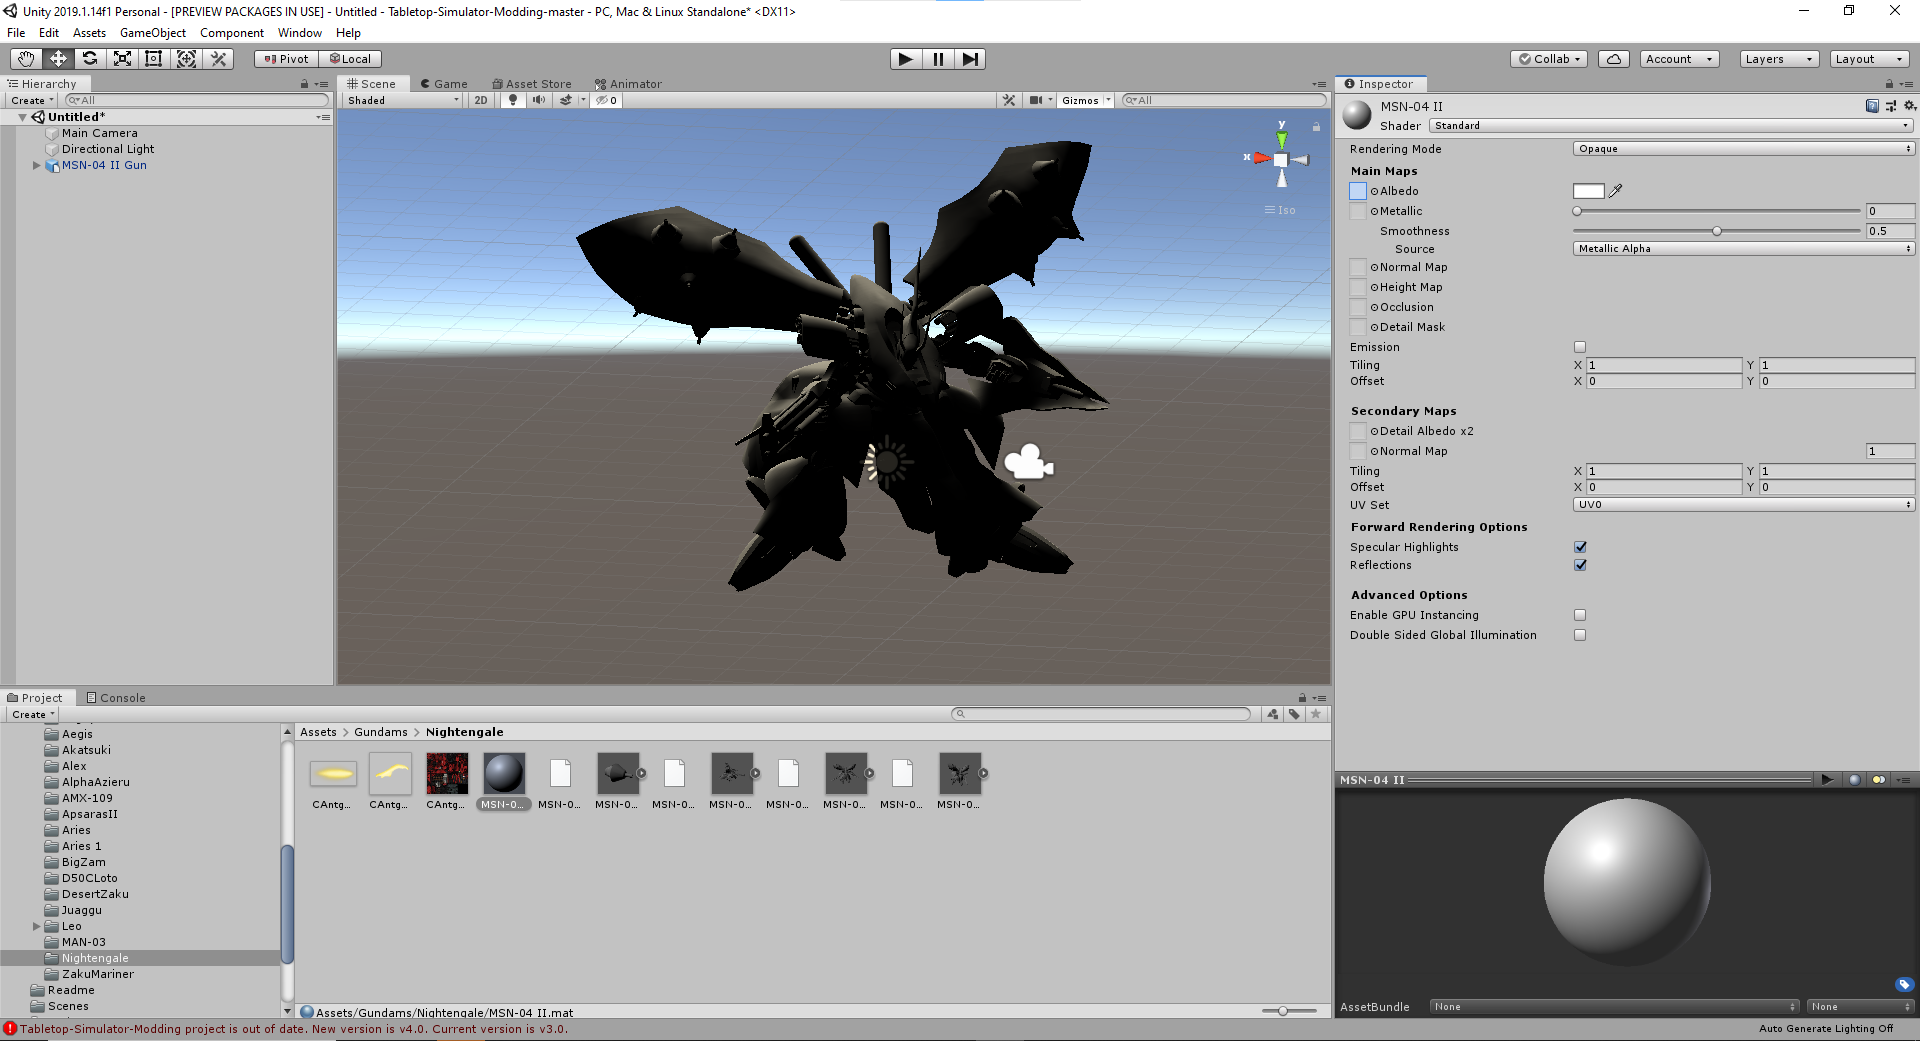 Unity 2019.1.14f1 Personal - [PREVIEW PACKAGES IN USE] - Untitled - Tabletop-Simulator-Modding-master - PC, Mac & Linux Standalone* <DX11>
File Edit Assets GameObject Component Window Help
Pivot Local Collab Account Layers Layout
Hierarchy
Create All
Untitled*
Main Camera
Directional Light
MSN-04 II Gun
Scene Game Asset Store Animator
Shaded 2D 0 Gizmos All
y
x
Iso
Inspector
MSN-04 II
Shader Standard
Rendering Mode Opaque
Main Maps
Albedo
Metallic 0
Smoothness 0.5
Source Metallic Alpha
Normal Map
Height Map
Occlusion
Detail Mask
Emission
Tiling X 1 Y 1
Offset X 0 Y 0
Secondary Maps
Detail Albedo x2
Normal Map 1
Tiling X 1 Y 1
Offset X 0 Y 0
UV Set UV0
Forward Rendering Options
Specular Highlights
Reflections
Advanced Options
Enable GPU Instancing
Double Sided Global Illumination
Project Console
Create
Aegis
Akatsuki
Alex
AlphaAzieru
AMX-109
ApsarasII
Aries
Aries 1
BigZam
D50CLoto
DesertZaku
Juaggu
Leo
MAN-03
Nightengale
ZakuMariner
Readme
Scenes
Assets > Gundams > Nightengale
CAntg... CAntg... CAntg... MSN-0... MSN-0... MSN-0... MSN-0... MSN-0... MSN-0... MSN-0... MSN-0... MSN-0...
Assets/Gundams/Nightengale/MSN-04 II.mat
MSN-04 II
AssetBundle None None
Tabletop-Simulator-Modding project is out of date. New version is v4.0. Current version is v3.0.
Auto Generate Lighting Off